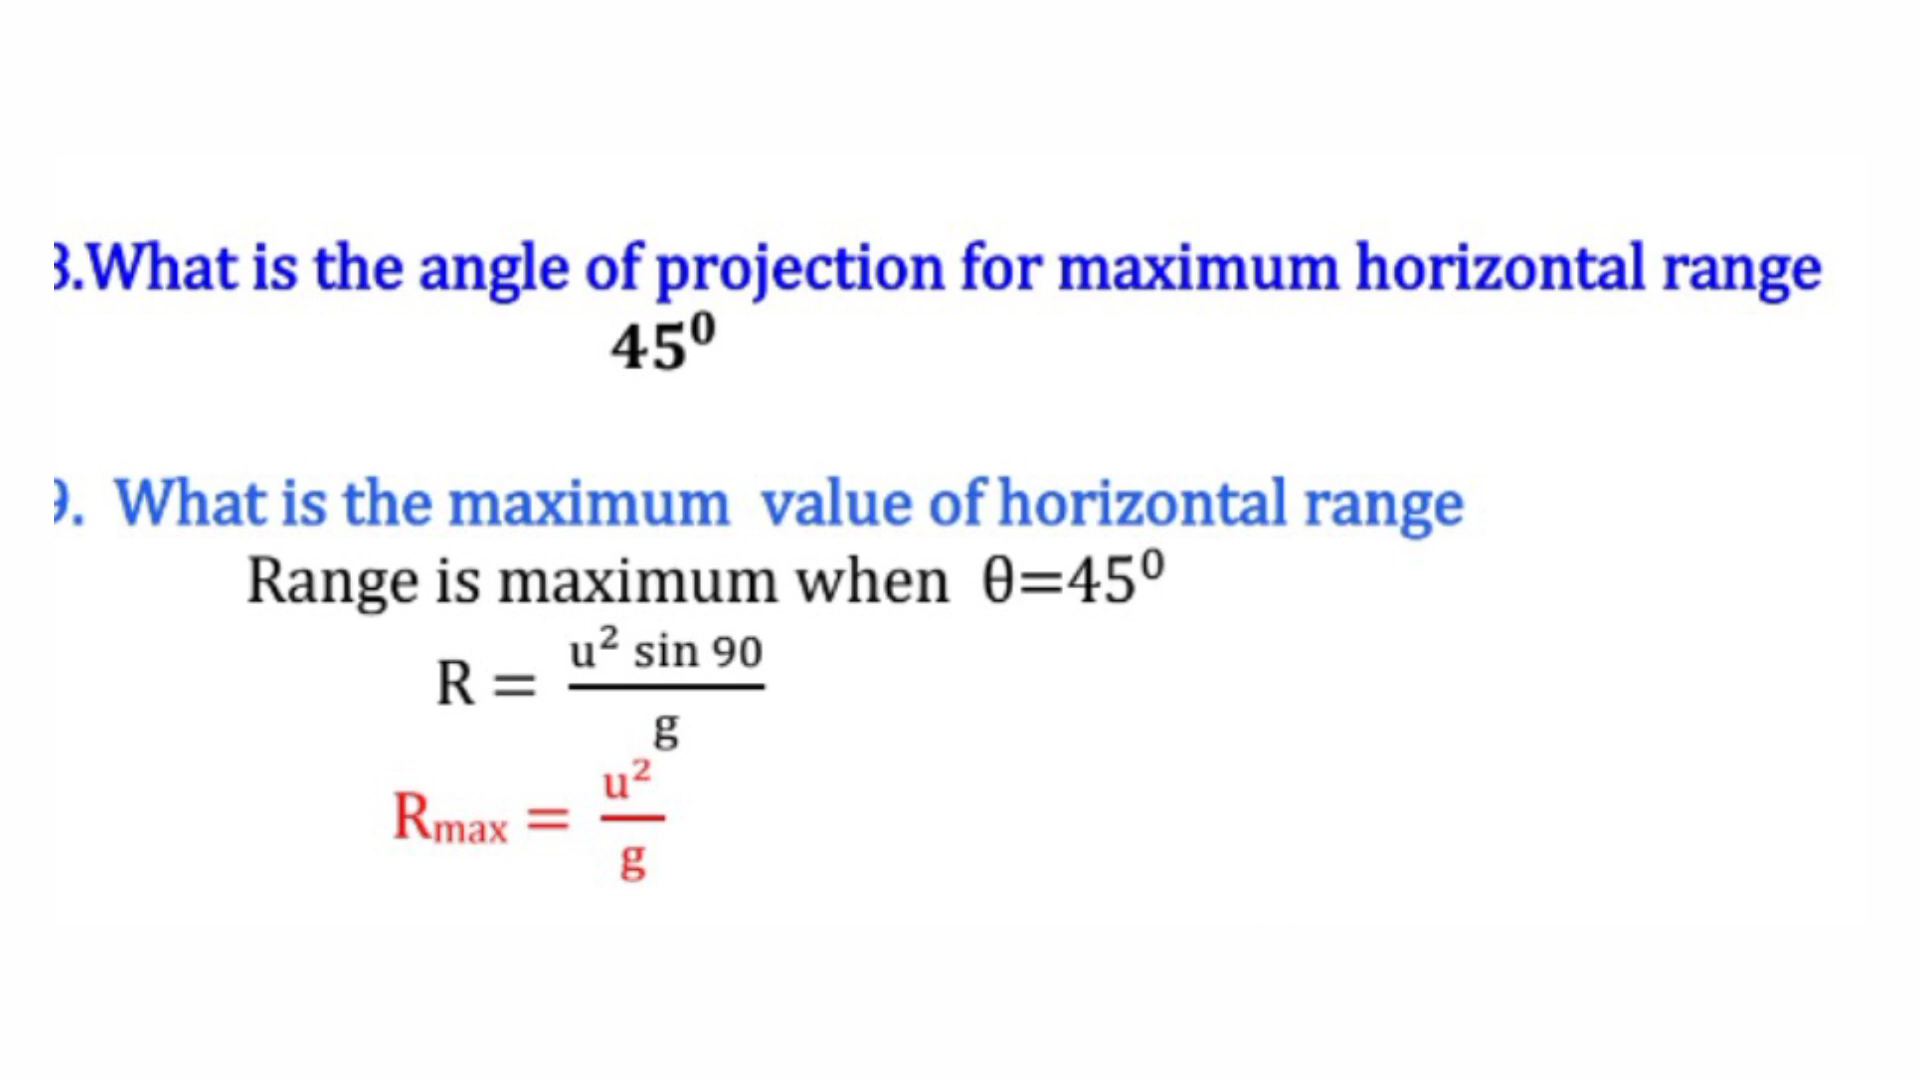 3.What is the angle of projection for maximum horizontal range
45⁰
9. What is the maximum value of horizontal range
Range is maximum when θ=45⁰
R = u² sin 90 / g
Rmax = u² / g